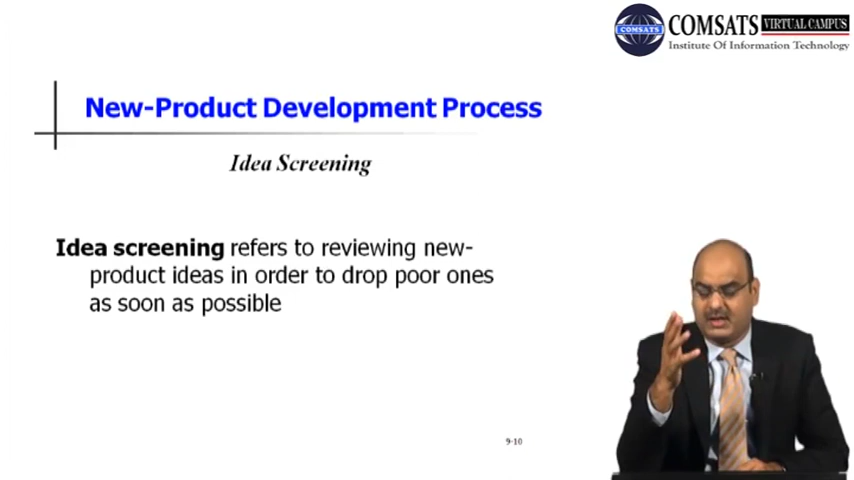 COMSATS VIRTUAL CAMPUS
COMSATS
Institute Of Information Technology
New-Product Development Process
Idea Screening
Idea screening refers to reviewing new-
product ideas in order to drop poor ones
as soon as possible
9-10